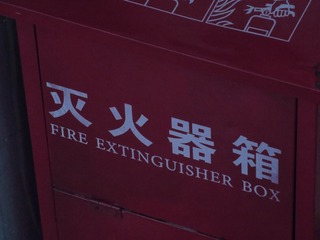 灭火器箱
FIRE EXTINGUISHER BOX